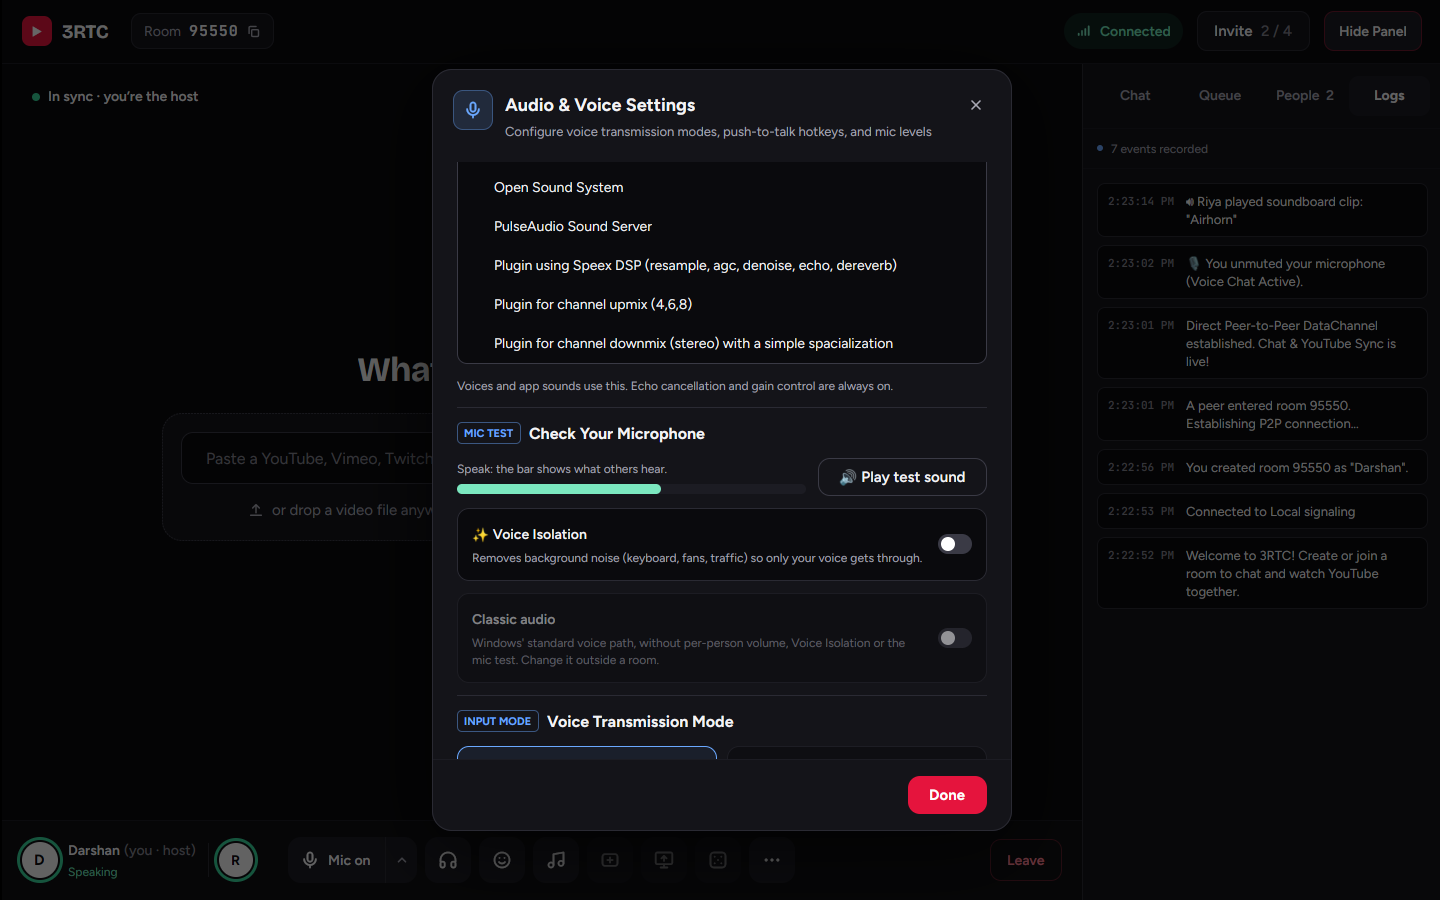 3RTC
Room 95550
Connected
Invite 2 / 4
Hide Panel
In sync · you're the host
Chat
Queue
People 2
Logs
7 events recorded
2:23:14 PM Riya played soundboard clip:
"Airhorn"
2:23:02 PM You unmuted your microphone
(Voice Chat Active).
2:23:01 PM Direct Peer-to-Peer DataChannel
established. Chat & YouTube Sync is
live!
2:23:01 PM A peer entered room 95550.
Establishing P2P connection...
2:22:56 PM You created room 95550 as "Darshan".
2:22:53 PM Connected to Local signaling
2:22:52 PM Welcome to 3RTC! Create or join a
room to chat and watch YouTube
together.
Audio & Voice Settings
Configure voice transmission modes, push-to-talk hotkeys, and mic levels
Open Sound System
PulseAudio Sound Server
Plugin using Speex DSP (resample, agc, denoise, echo, dereverb)
Plugin for channel upmix (4,6,8)
Plugin for channel downmix (stereo) with a simple spacialization
Voices and app sounds use this. Echo cancellation and gain control are always on.
MIC TEST Check Your Microphone
Speak: the bar shows what others hear.
Play test sound
Voice Isolation
Removes background noise (keyboard, fans, traffic) so only your voice gets through.
Classic audio
Windows' standard voice path, without per-person volume, Voice Isolation or the
mic test. Change it outside a room.
INPUT MODE Voice Transmission Mode
Done
Paste a YouTube, Vimeo, Twitch
or drop a video file
D
Darshan (you · host)
Speaking
R
Mic on
Leave